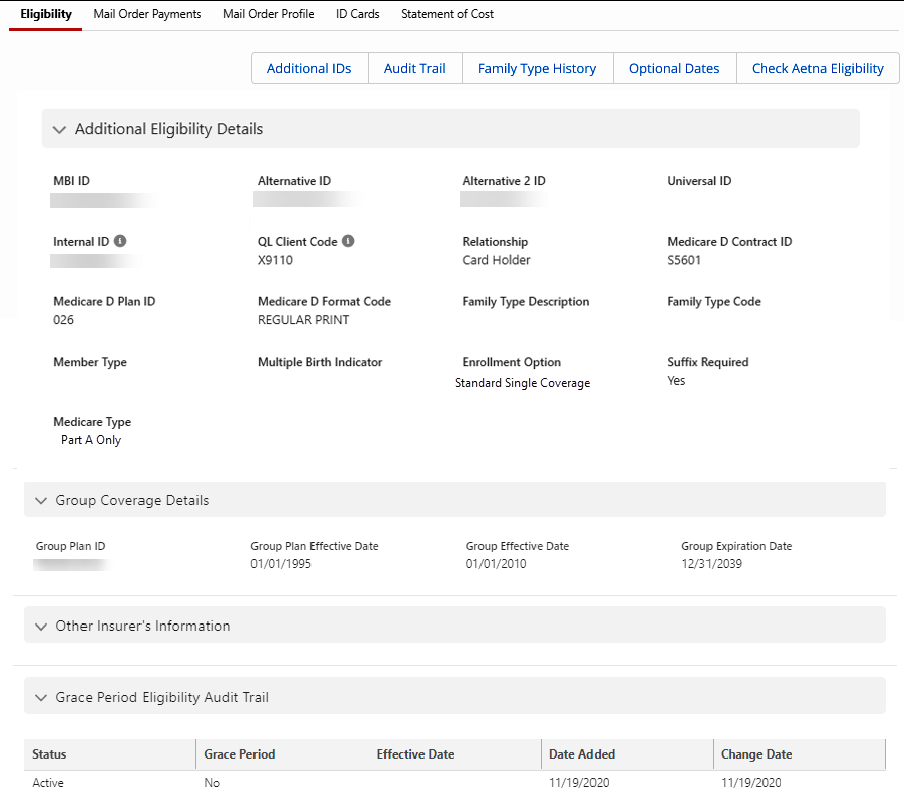 Eligibility Mail Order Payments Mail Order Profile ID Cards Statement of Cost
Additional IDs Audit Trail Family Type History Optional Dates Check Aetna Eligibility
Additional Eligibility Details
MBI ID Alternative ID Alternative 2 ID Universal ID
Internal ID QL Client Code Relationship Medicare D Contract ID
X9110 Card Holder S5601
Medicare D Plan ID Medicare D Format Code Family Type Description Family Type Code
026 REGULAR PRINT
Member Type Multiple Birth Indicator Enrollment Option Suffix Required
Standard Single Coverage Yes
Medicare Type
Part A Only
Group Coverage Details
Group Plan ID Group Plan Effective Date Group Effective Date Group Expiration Date
01/01/1995 01/01/2010 12/31/2039
Other Insurer's Information
Grace Period Eligibility Audit Trail
Status Grace Period Effective Date Date Added Change Date
Active No 11/19/2020 11/19/2020